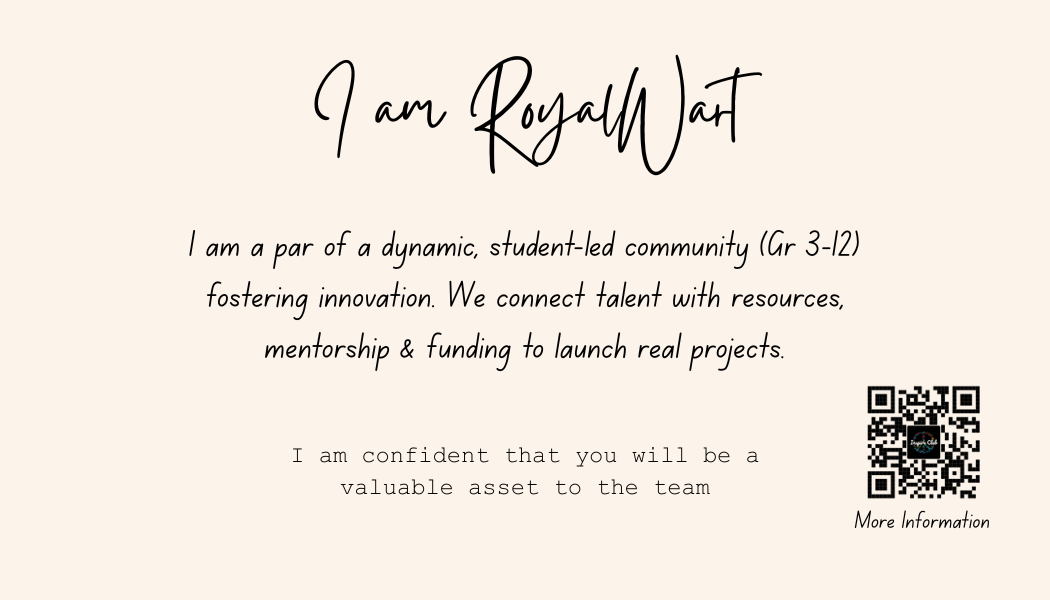 I am RoyalWart
I am a par of a dynamic, student-led community (Gr 3-12)
fostering innovation. We connect talent with resources,
mentorship & funding to launch real projects.
I am confident that you will be a
valuable asset to the team
More Information